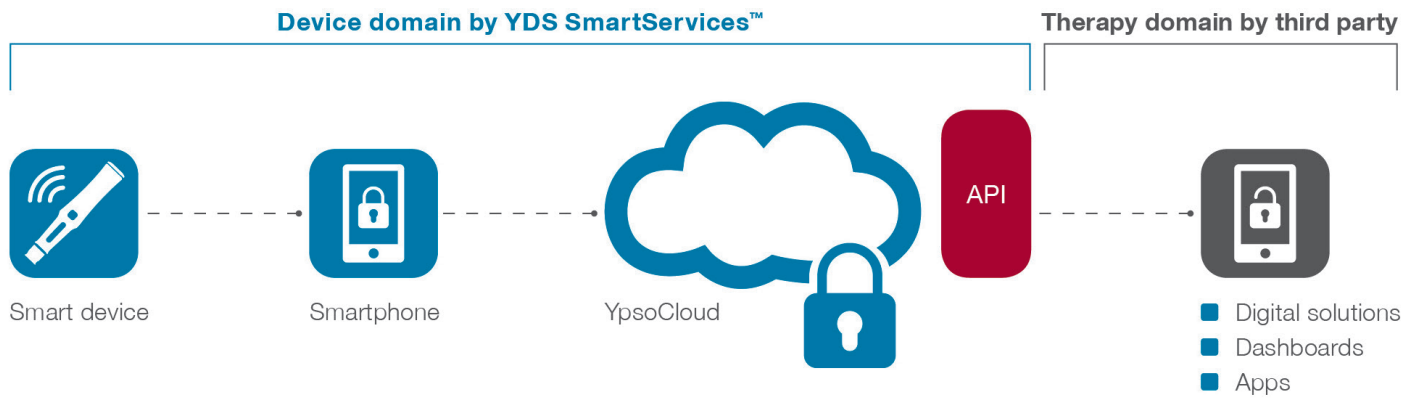 Device domain by YDS SmartServices™
Therapy domain by third party
API
Smart device
Smartphone
YpsoCloud
Digital solutions
Dashboards
Apps